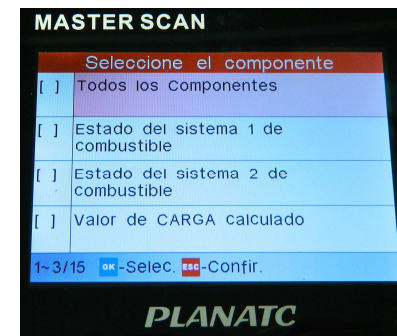 MASTER SCAN
Seleccione el componente
[ ] Todos los Componentes
[ ] Estado del sistema 1 de
combustible
[ ] Estado del sistema 2 de
combustible
[ ] Valor de CARGA calculado
1~3/15 OK-Selec. ESC-Confir.
PLANATC